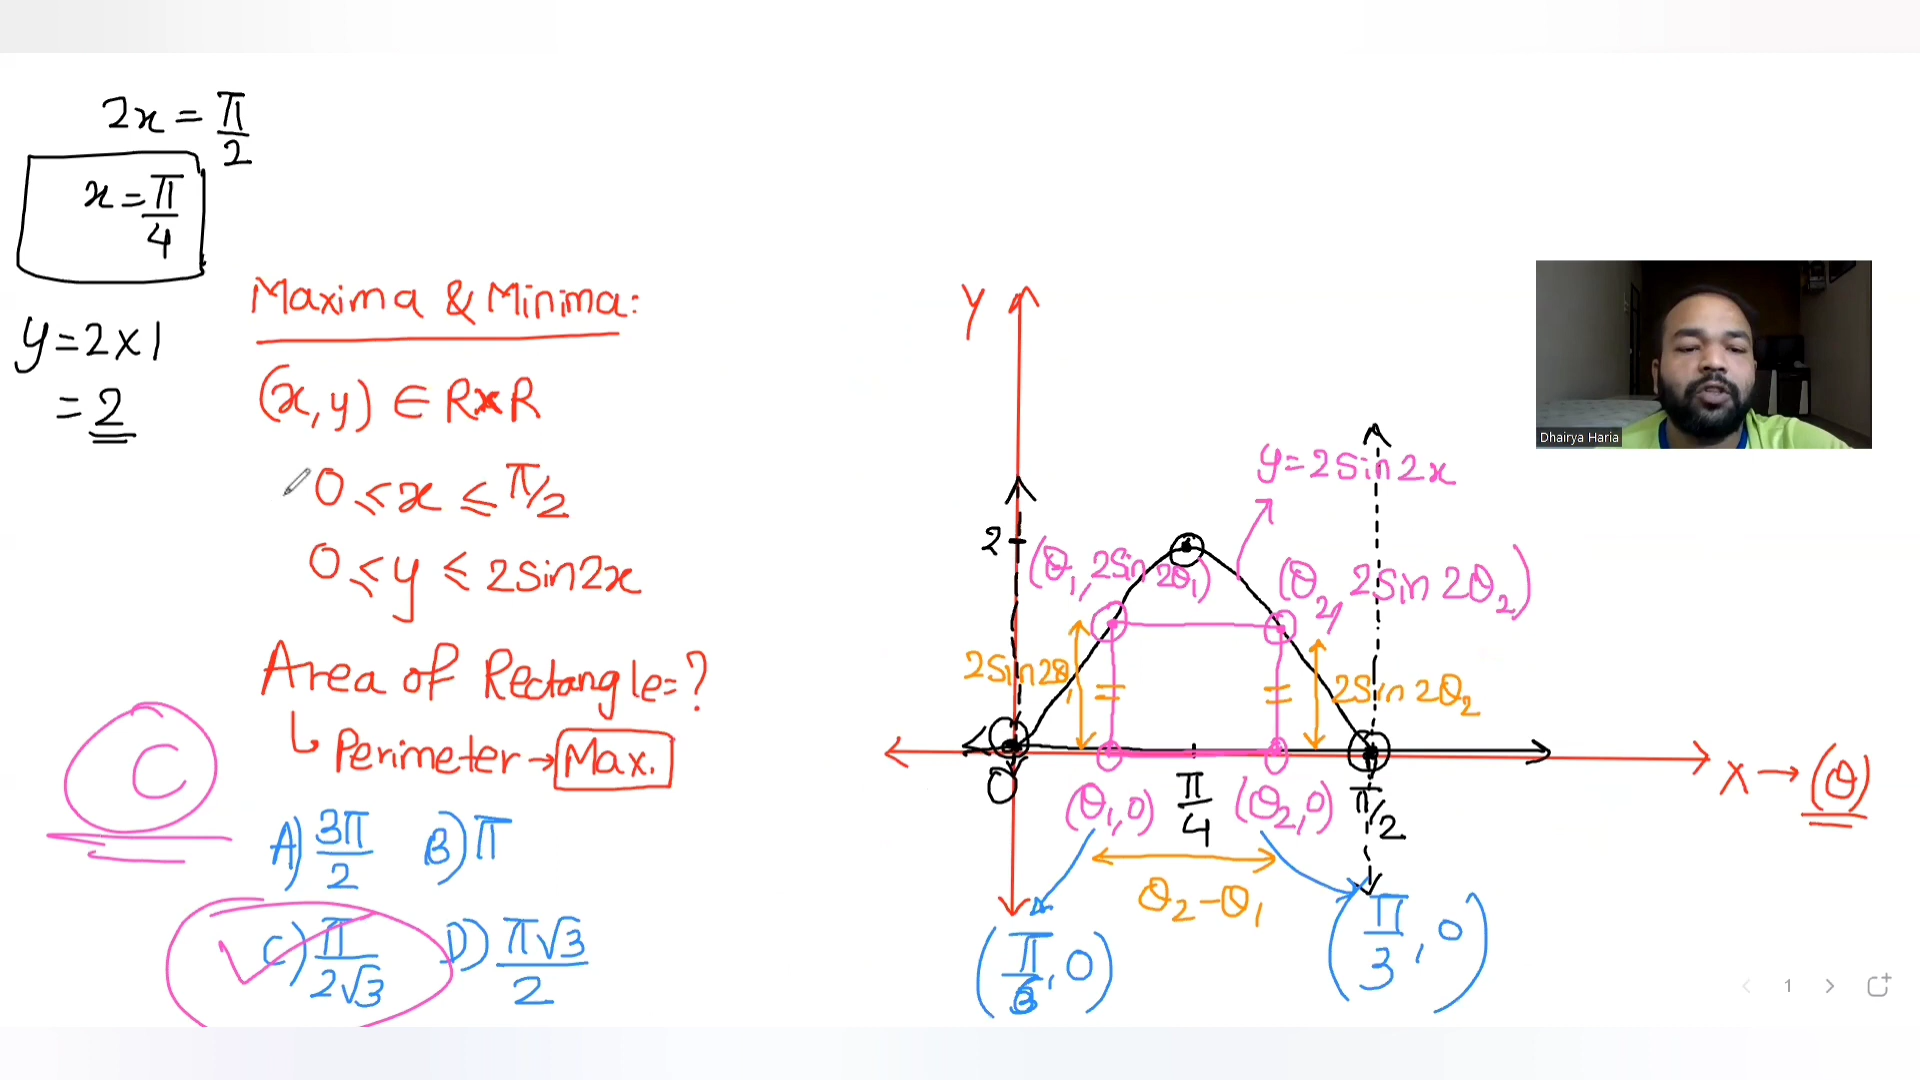 2x = π/2
x = π/4
y = 2 x 1
= 2
Maxima & Minima:
(x, y) ∈ R x R
0 ≤ x ≤ π/2
0 ≤ y ≤ 2sin2x
Area of Rectangle = ?
↳ Perimeter → Max.
C
A) 3π/2 B) π
C) π/2√3 D) π√3/2
Y
y = 2sin2x
2
(θ₁, 2Sin2θ₁) (θ₂, 2Sin2θ₂)
2Sin2θ₁ = = 2Sin2θ₂
0 (θ₁, 0) π/4 (θ₂, 0) π/2
X → (θ)
θ₂ - θ₁
(π/6, 0) (π/3, 0)
Dhairya Haria
1